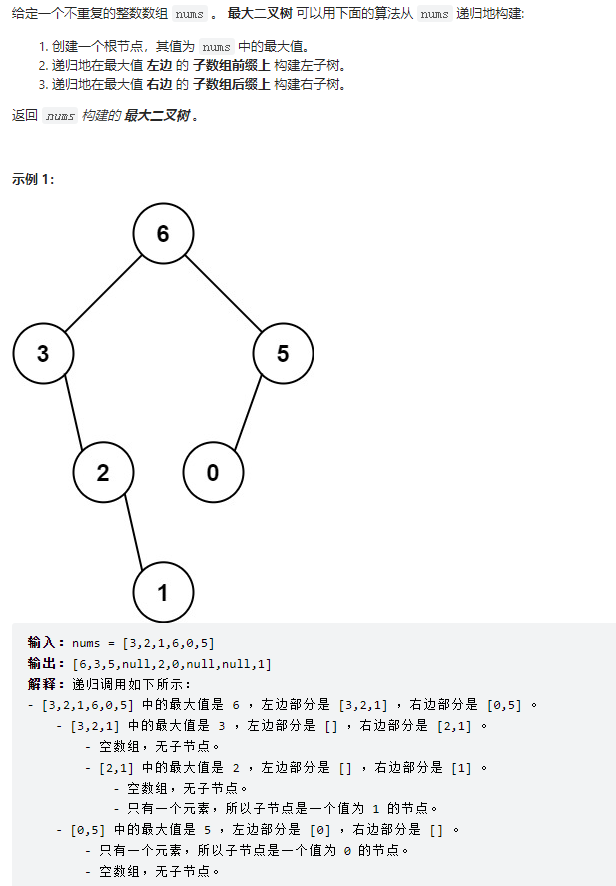 给定一个不重复的整数数组 nums 。 最大二叉树 可以用下面的算法从 nums 递归地构建:
1. 创建一个根节点，其值为 nums 中的最大值。
2. 递归地在最大值 左边 的 子数组前缀上 构建左子树。
3. 递归地在最大值 右边 的 子数组后缀上 构建右子树。
返回 nums 构建的 最大二叉树 。
示例 1：
6
3 5
2 0
1
输入：nums = [3,2,1,6,0,5]
输出：[6,3,5,null,2,0,null,null,1]
解释：递归调用如下所示：
- [3,2,1,6,0,5] 中的最大值是 6 ，左边部分是 [3,2,1] ，右边部分是 [0,5] 。
- [3,2,1] 中的最大值是 3 ，左边部分是 [] ，右边部分是 [2,1] 。
- 空数组，无子节点。
- [2,1] 中的最大值是 2 ，左边部分是 [] ，右边部分是 [1] 。
- 空数组，无子节点。
- 只有一个元素，所以子节点是一个值为 1 的节点。
- [0,5] 中的最大值是 5 ，左边部分是 [0] ，右边部分是 [] 。
- 只有一个元素，所以子节点是一个值为 0 的节点。
- 空数组，无子节点。